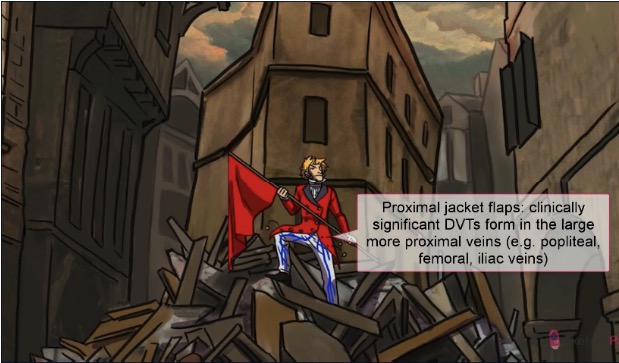 Proximal jacket flaps: clinically
significant DVTs form in the large
more proximal veins (e.g. popliteal,
femoral, iliac veins)